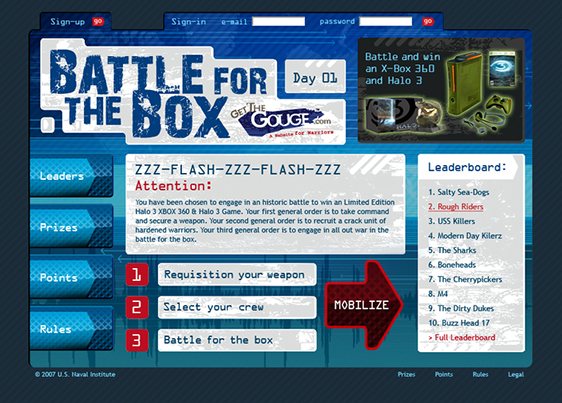 Sign-up go
Sign-in e-mail password go
BATTLE FOR
THE BOX
Day 01
GET THE
GOUGE.com
A Website for Warriors
Battle and win
an X-Box 360
and Halo 3
Leaders
Prizes
Points
Rules
ZZZ-FLASH-ZZZ-FLASH-ZZZ
Attention:
You have been chosen to engage in an historic battle to win an Limited Edition
Halo 3 XBOX 360 & Halo 3 Game. Your first general order is to take command
and secure a weapon. Your second general order is to recruit a crack unit of
hardened warriors. Your third general order is to engage in all out war in the
battle for the box.
1 Requisition your weapon
2 Select your crew
3 Battle for the box
MOBILIZE
Leaderboard:
1. Salty Sea-Dogs
2. Rough Riders
3. USS Killers
4. Modern Day Kilerz
5. The Sharks
6. Boneheads
7. The Cherrypickers
8. M4
9. The Dirty Dukes
10. Buzz Head 17
> Full Leaderboard
© 2007 U.S. Naval Institute
Prizes Points Rules Legal